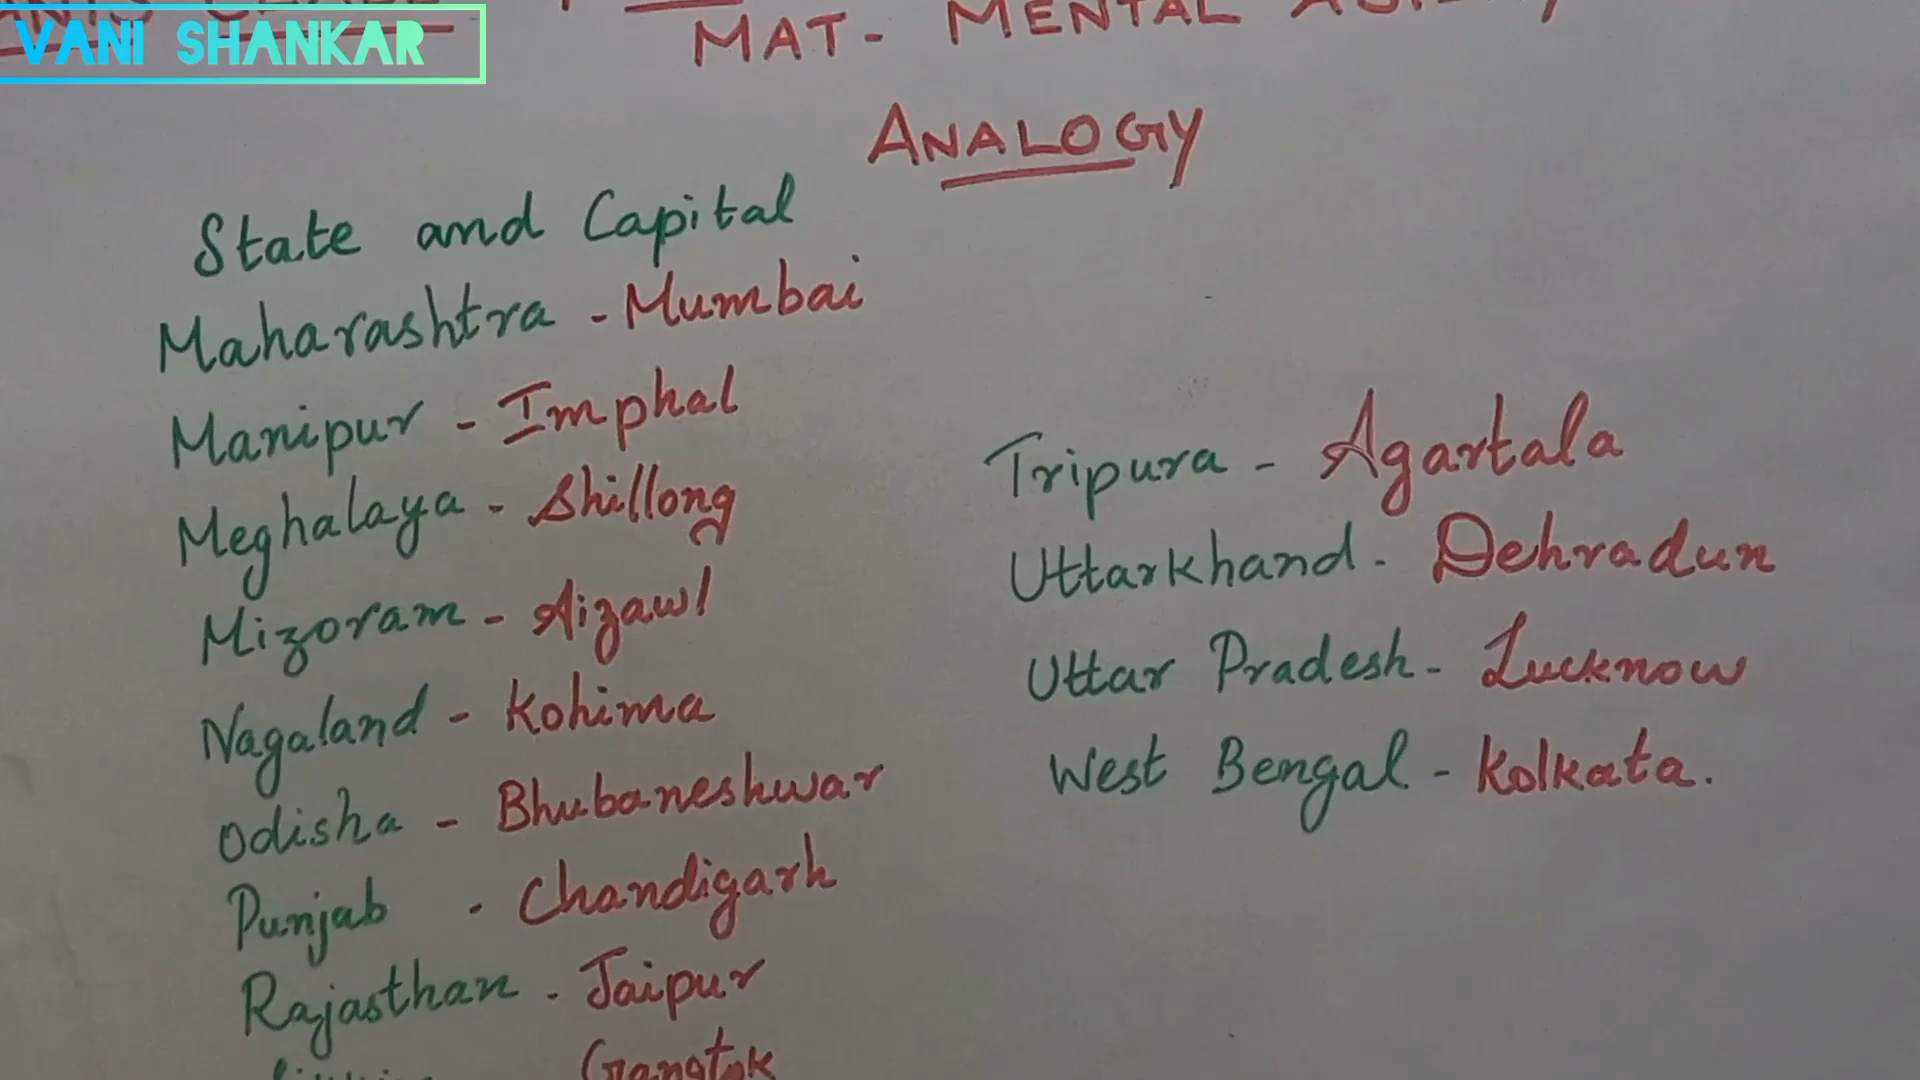 VANI SHANKAR
MAT- MENTAL
ANALOGY
State and Capital
Maharashtra - Mumbai
Manipur - Imphal
Meghalaya - Shillong
Mizoram - Aizawl
Nagaland - Kohima
Odisha - Bhubaneshwar
Punjab - Chandigarh
Rajasthan - Jaipur
Gangtok
Tripura - Agartala
Uttarkhand - Dehradun
Uttar Pradesh - Lucknow
West Bengal - Kolkata.